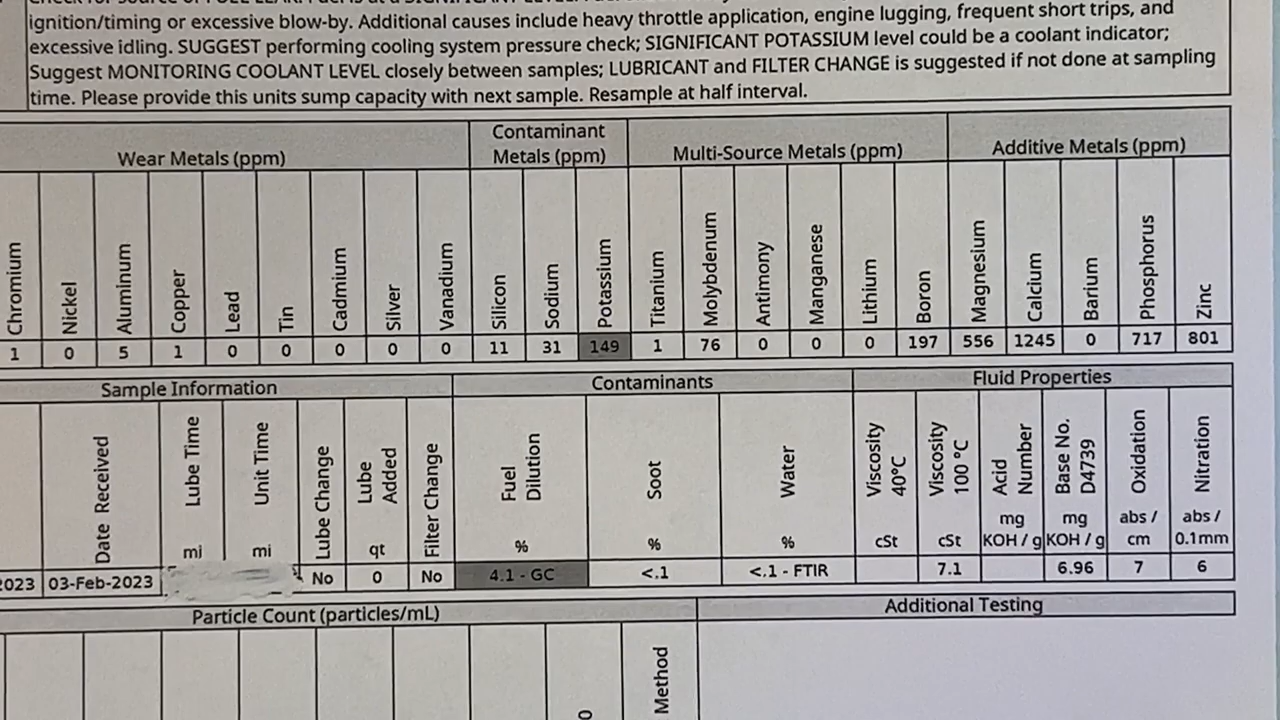 ignition/timing or excessive blow-by. Additional causes include heavy throttle application, engine lugging, frequent short trips, and
excessive idling. SUGGEST performing cooling system pressure check; SIGNIFICANT POTASSIUM level could be a coolant indicator;
Suggest MONITORING COOLANT LEVEL closely between samples; LUBRICANT and FILTER CHANGE is suggested if not done at sampling
time. Please provide this units sump capacity with next sample. Resample at half interval.
Wear Metals (ppm) Contaminant Metals (ppm) Multi-Source Metals (ppm) Additive Metals (ppm)
Chromium Nickel Aluminum Copper Lead Tin Cadmium Silver Vanadium Silicon Sodium Potassium Titanium Molybdenum Antimony Manganese Lithium Boron Magnesium Calcium Barium Phosphorus Zinc
1 0 5 1 0 0 0 0 0 11 31 149 1 76 0 0 0 197 556 1245 0 717 801
Sample Information Contaminants Fluid Properties
Date Received Lube Time Unit Time Lube Change Lube Added Filter Change Fuel Dilution Soot Water Viscosity 40°C Viscosity 100 °C Acid Number Base No. D4739 Oxidation Nitration
mi mi qt % % % cSt cSt mg KOH / g mg KOH / g abs / cm abs / 0.1mm
2023 03-Feb-2023 No 0 No 4.1 - GC <.1 <.1 - FTIR 7.1 6.96 7 6
Particle Count (particles/mL) Additional Testing
Method